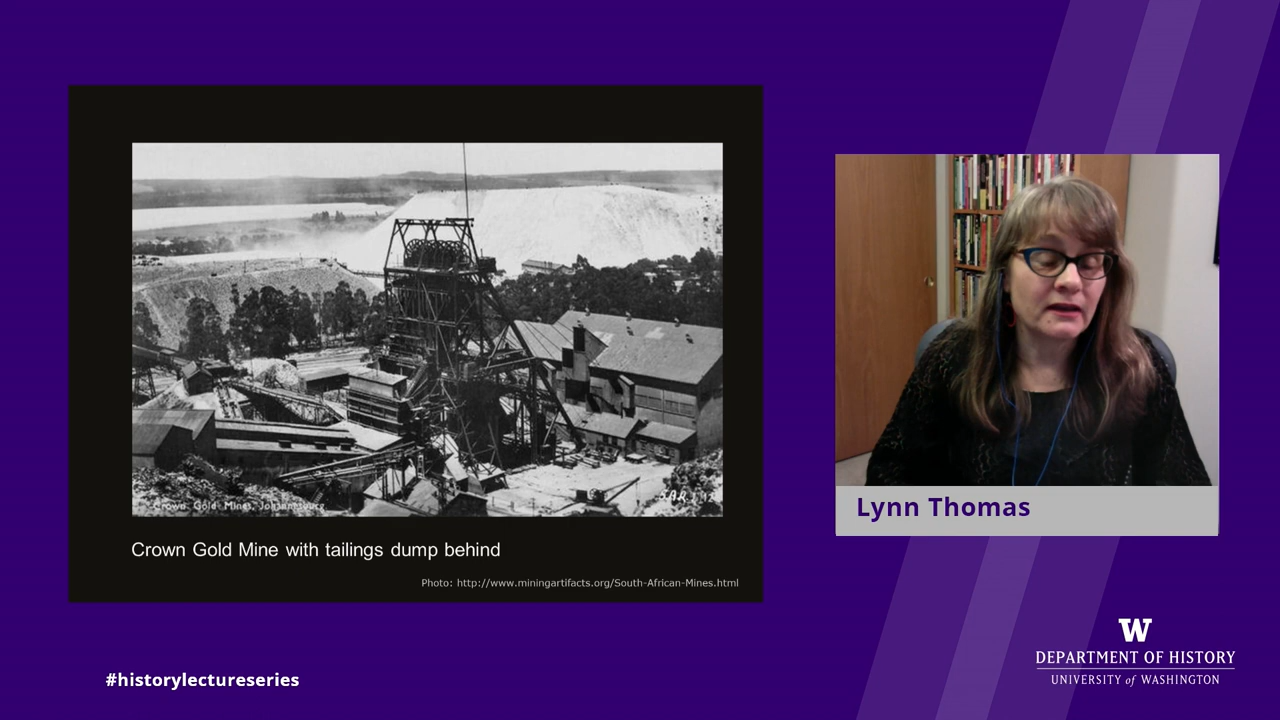 Crown Gold Mines, Johannesburg
Crown Gold Mine with tailings dump behind
Photo: http://www.miningartifacts.org/South-African-Mines.html
Lynn Thomas
#historylectureseries
W
DEPARTMENT OF HISTORY
UNIVERSITY of WASHINGTON